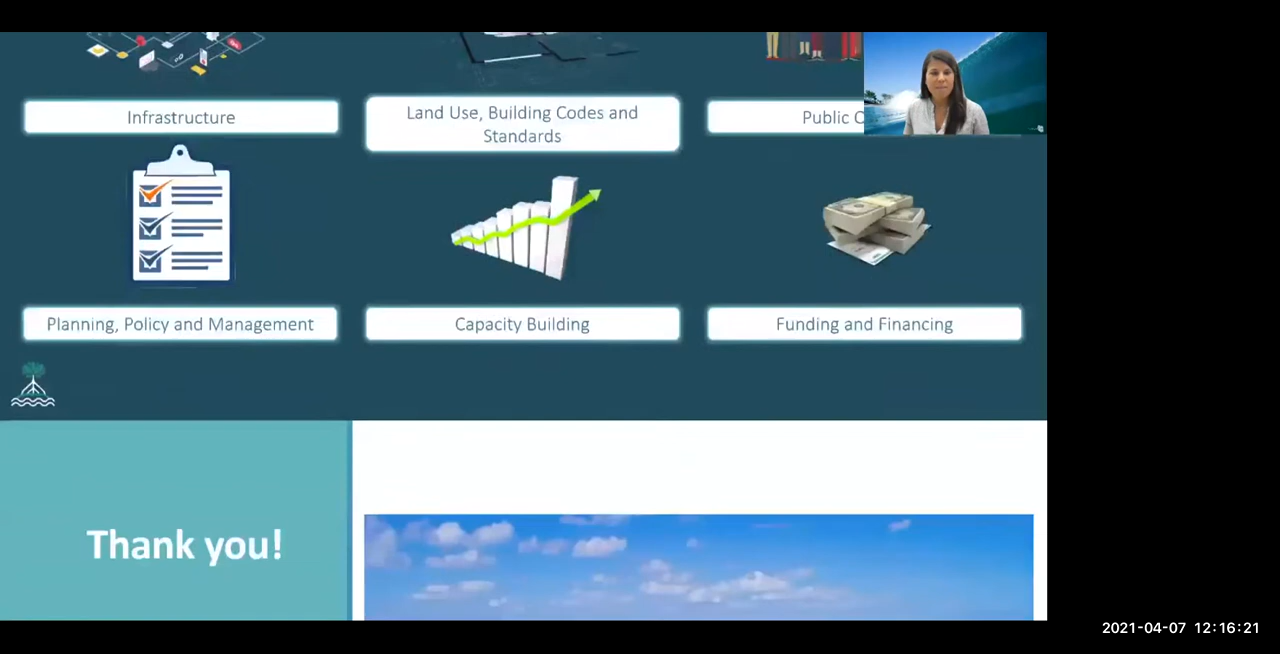 Infrastructure
Land Use, Building Codes and
Standards
Public
Planning, Policy and Management
Capacity Building
Funding and Financing
Thank you!
2021-04-07 12:16:21